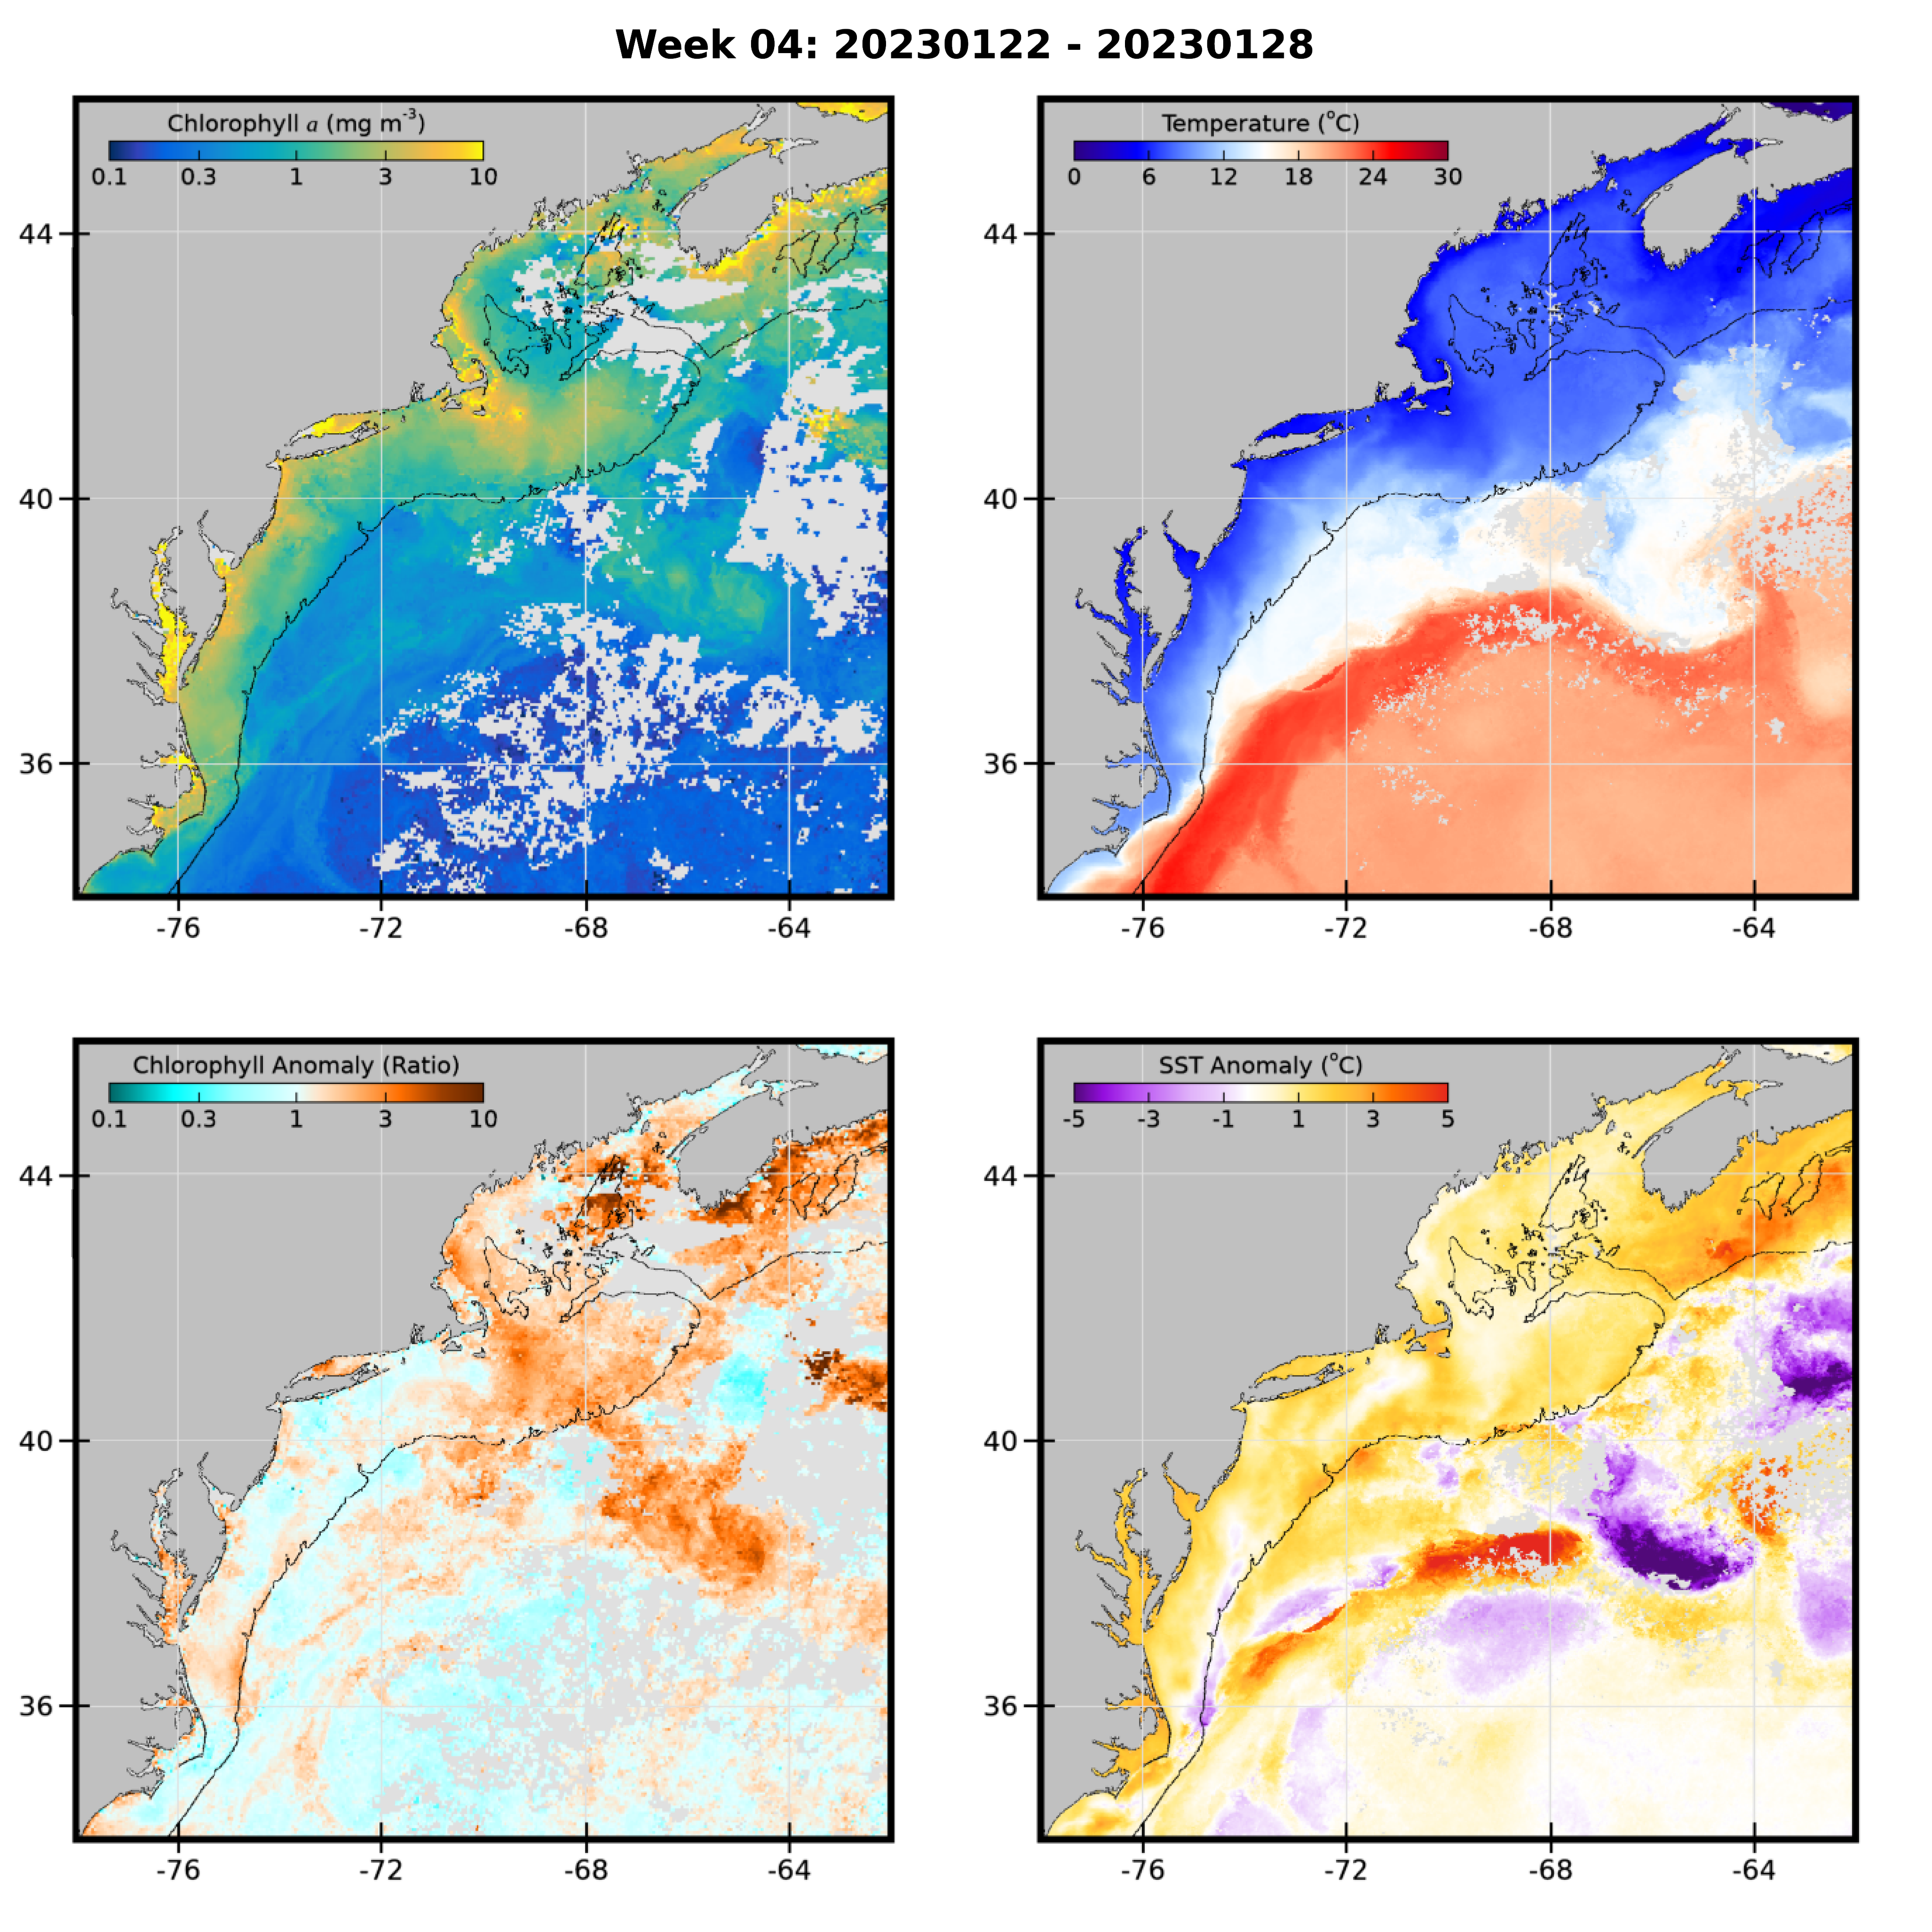 Week 04: 20230122 - 20230128
Chlorophyll a (mg m⁻³)
0.1 0.3 1 3 10
44
40
36
-76 -72 -68 -64
Temperature (°C)
0 6 12 18 24 30
44
40
36
-76 -72 -68 -64
Chlorophyll Anomaly (Ratio)
0.1 0.3 1 3 10
44
40
36
-76 -72 -68 -64
SST Anomaly (°C)
-5 -3 -1 1 3 5
44
40
36
-76 -72 -68 -64